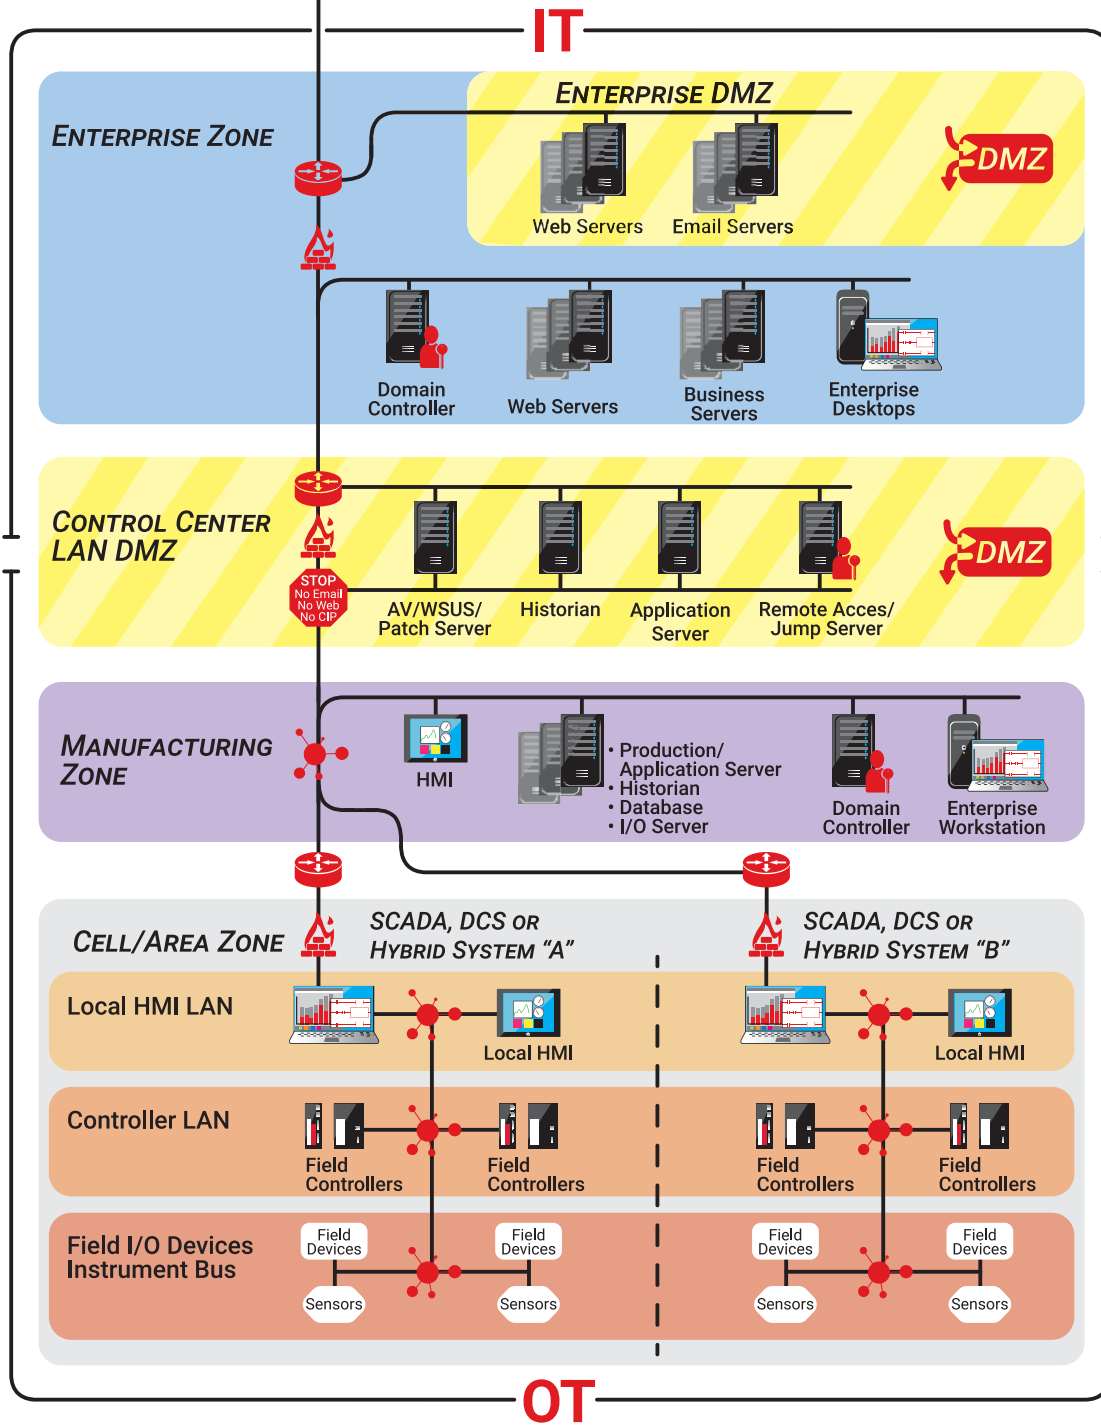 IT
ENTERPRISE DMZ
ENTERPRISE ZONE
DMZ
Web Servers
Email Servers
Domain
Controller
Web Servers
Business
Servers
Enterprise
Desktops
CONTROL CENTER
LAN DMZ
DMZ
STOP
No Email
No Web
No CIP
AV/WSUS/
Patch Server
Historian
Application
Server
Remote Acces/
Jump Server
MANUFACTURING
ZONE
HMI
• Production/
Application Server
• Historian
• Database
• I/O Server
Domain
Controller
Enterprise
Workstation
CELL/AREA ZONE
SCADA, DCS OR
HYBRID SYSTEM “A”
SCADA, DCS OR
HYBRID SYSTEM “B”
Local HMI LAN
Local HMI
Local HMI
Controller LAN
Field
Controllers
Field
Controllers
Field
Controllers
Field
Controllers
Field I/O Devices
Instrument Bus
Field
Devices
Field
Devices
Field
Devices
Field
Devices
Sensors
Sensors
Sensors
Sensors
OT